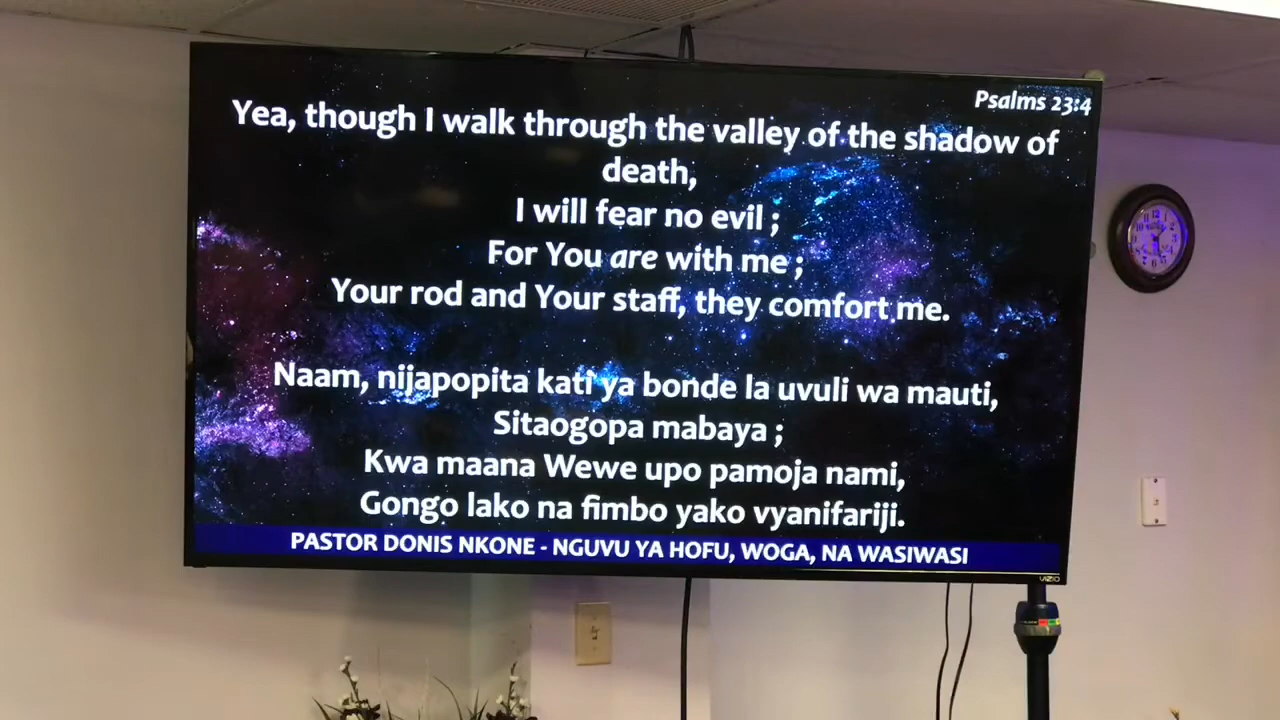 Psalms 23:4
Yea, though I walk through the valley of the shadow of
death,
I will fear no evil ;
For You are with me ;
Your rod and Your staff, they comfort me.
Naam, nijapopita kati ya bonde la uvuli wa mauti,
Sitaogopa mabaya ;
Kwa maana Wewe upo pamoja nami,
Gongo lako na fimbo yako vyanifariji.
PASTOR DONIS NKONE - NGUVU YA HOFU, WOGA, NA WASIWASI
VIZIO